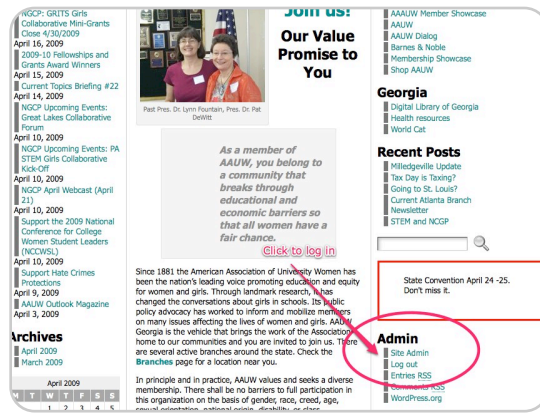 NGCP: GRITS Girls
Collaborative Mini-Grants
Close 4/30/2009
April 16, 2009
2009-10 Fellowships and
Grants Award Winners
April 15, 2009
Current Topics Briefing #22
April 14, 2009
NGCP Upcoming Events:
Great Lakes Collaborative
Forum
April 10, 2009
NGCP Upcoming Events: PA
STEM Girls Collaborative
Kick-Off
April 10, 2009
NGCP April Webcast (April
21)
April 10, 2009
Support the 2009 National
Conference for College
Women Student Leaders
(NCCWSL)
April 10, 2009
Support Hate Crimes
Protections
April 9, 2009
AAUW Outlook Magazine
April 3, 2009
Archives
April 2009
March 2009
April 2009
M T W T F S S
1 2 3 4 5
Join us!
Our Value
Promise to
You
Past Pres. Dr. Lynn Fountain, Pres. Dr. Pat
DeWitt
As a member of
AAUW, you belong to
a community that
breaks through
educational and
economic barriers so
that all women have a
fair chance.
Click to log in
Since 1881 the American Association of University Women has
been the nation's leading voice promoting education and equity
for women and girls. Through landmark research, it has
changed the conversations about girls in schools. Its public
policy advocacy has worked to inform and mobilize members
on many issues affecting the lives of women and girls. AAUW
Georgia is the vehicle that brings the work of the Association
home to our communities and you are invited to join us. There
are several active branches around the state. Check the
Branches page for a location near you.
In principle and in practice, AAUW values and seeks a diverse
membership. There shall be no barriers to full participation in
this organization on the basis of gender, race, creed, age,
sexual orientation, national origin, disability, or class.
AAAUW Member Showcase
AAUW
AAUW Dialog
Barnes & Noble
Membership Showcase
Shop AAUW
Georgia
Digital Library of Georgia
Health resources
World Cat
Recent Posts
Milledgeville Update
Tax Day is Taxing?
Going to St. Louis?
Current Atlanta Branch
Newsletter
STEM and NCGP
State Convention April 24 -25.
Don't miss it.
Admin
Site Admin
Log out
Entries RSS
Comments RSS
WordPress.org